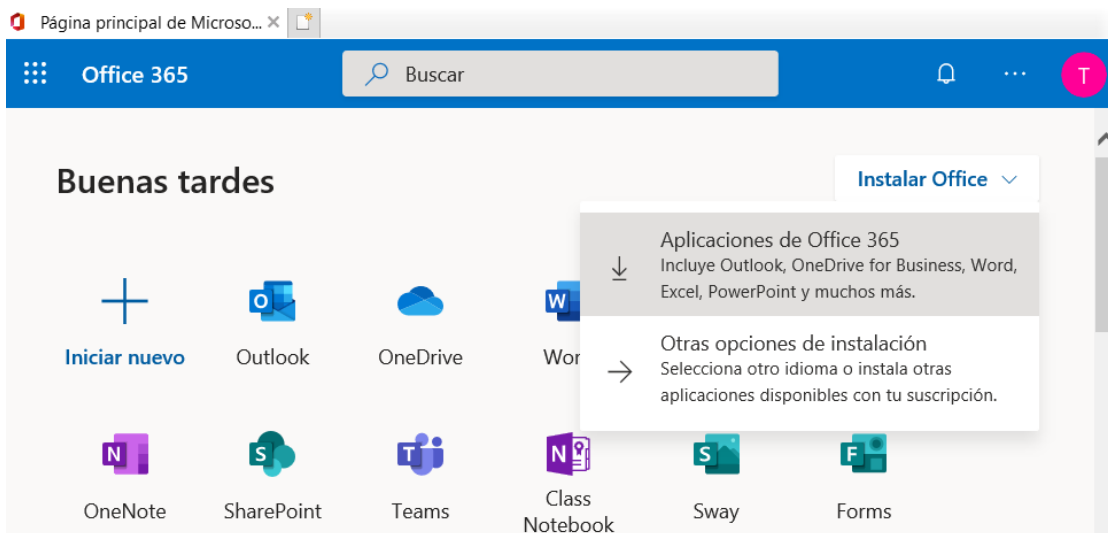 Página principal de Microso...
Office 365
Buscar
T
Buenas tardes
Instalar Office
Aplicaciones de Office 365
Incluye Outlook, OneDrive for Business, Word,
Excel, PowerPoint y muchos más.
Otras opciones de instalación
Selecciona otro idioma o instala otras
aplicaciones disponibles con tu suscripción.
Iniciar nuevo
Outlook
OneDrive
Wor
OneNote
SharePoint
Teams
Class
Notebook
Sway
Forms